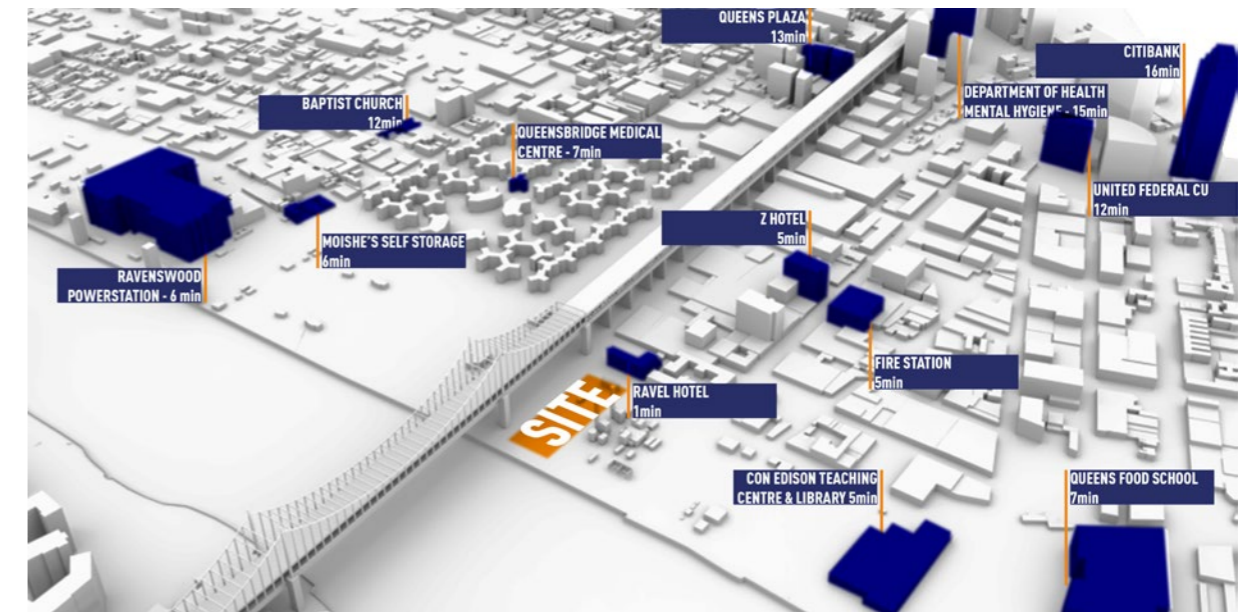 QUEENS PLAZA
13min
CITIBANK
16min
DEPARTMENT OF HEALTH
MENTAL HYGIENE - 15min
BAPTIST CHURCH
12min
QUEENSBRIDGE MEDICAL
CENTRE - 7min
UNITED FEDERAL CU
12min
Z HOTEL
5min
MOISHE'S SELF STORAGE
6min
RAVENSWOOD
POWERSTATION - 6 min
FIRE STATION
5min
RAVEL HOTEL
1min
SITE
CON EDISON TEACHING
CENTRE & LIBRARY 5min
QUEENS FOOD SCHOOL
7min